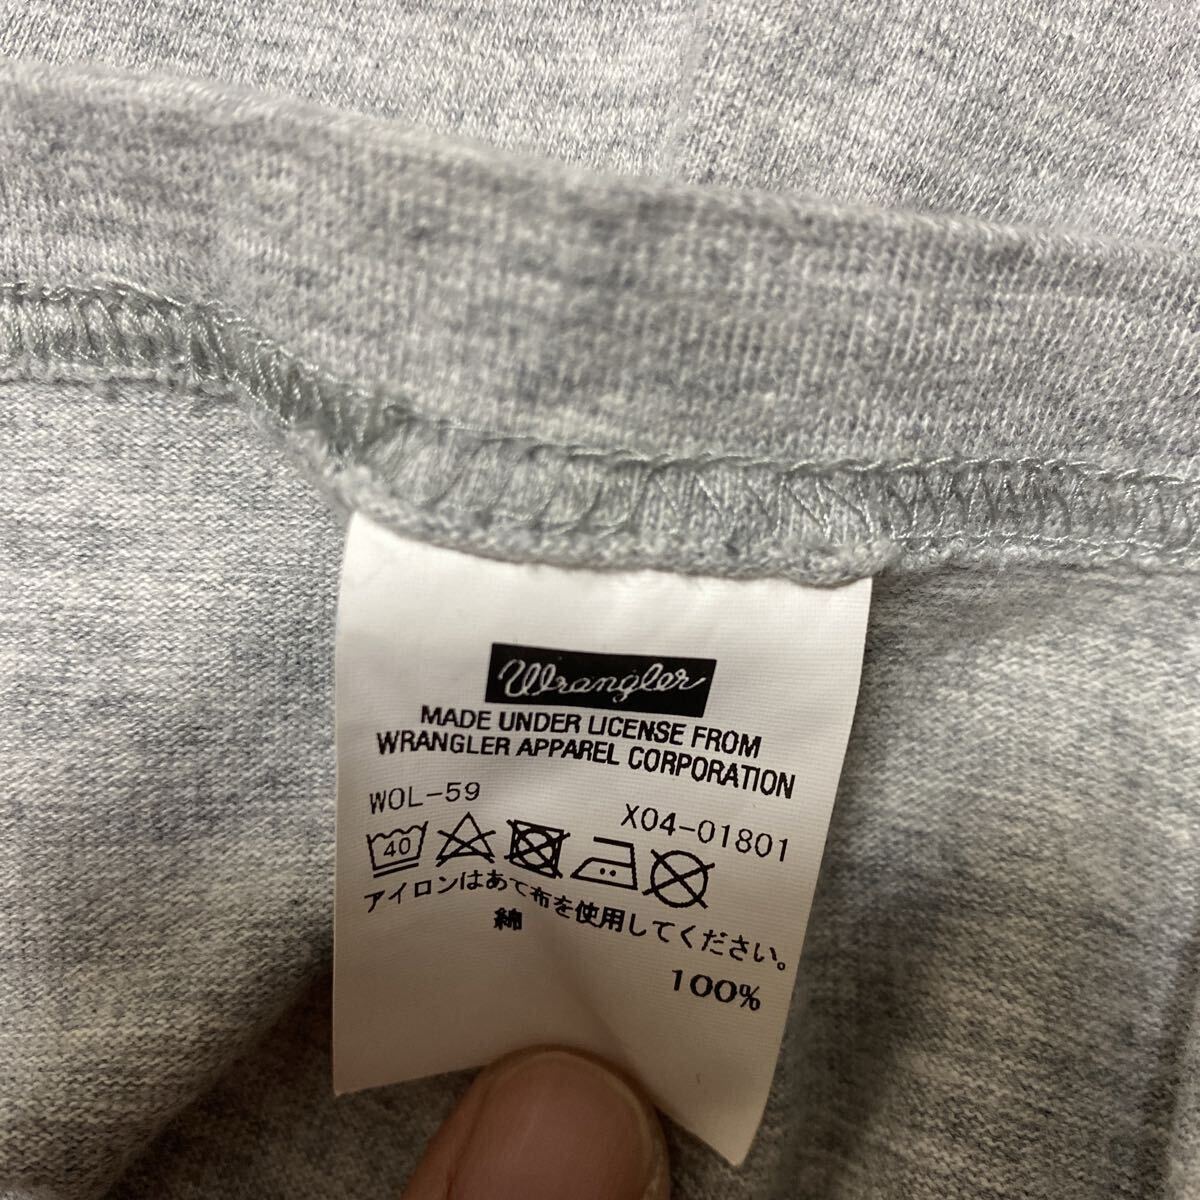 Wrangler
MADE UNDER LICENSE FROM
WRANGLER APPAREL CORPORATION
WOL-59 X04-01801
40
アイロンはあて布を使用してください。
綿 100%